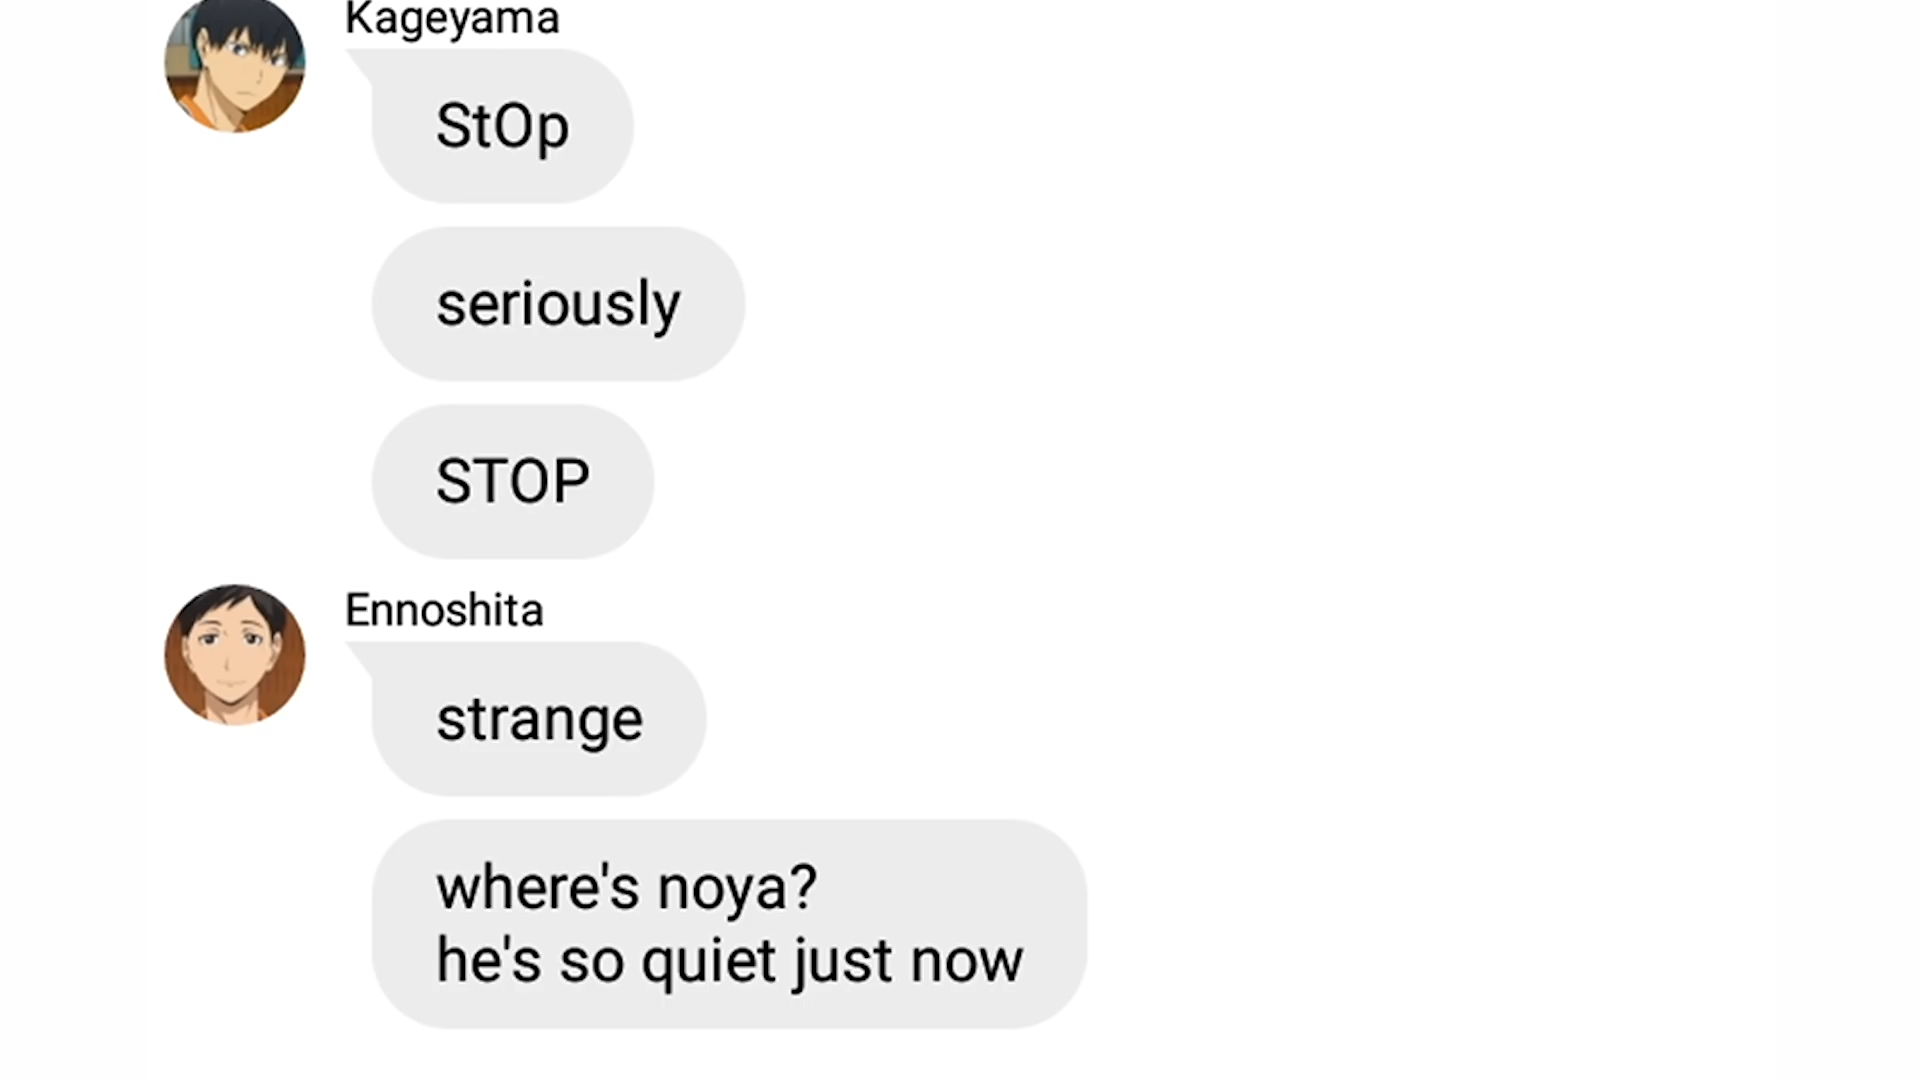 Kageyama
StOp
seriously
STOP
Ennoshita
strange
where's noya?
he's so quiet just now